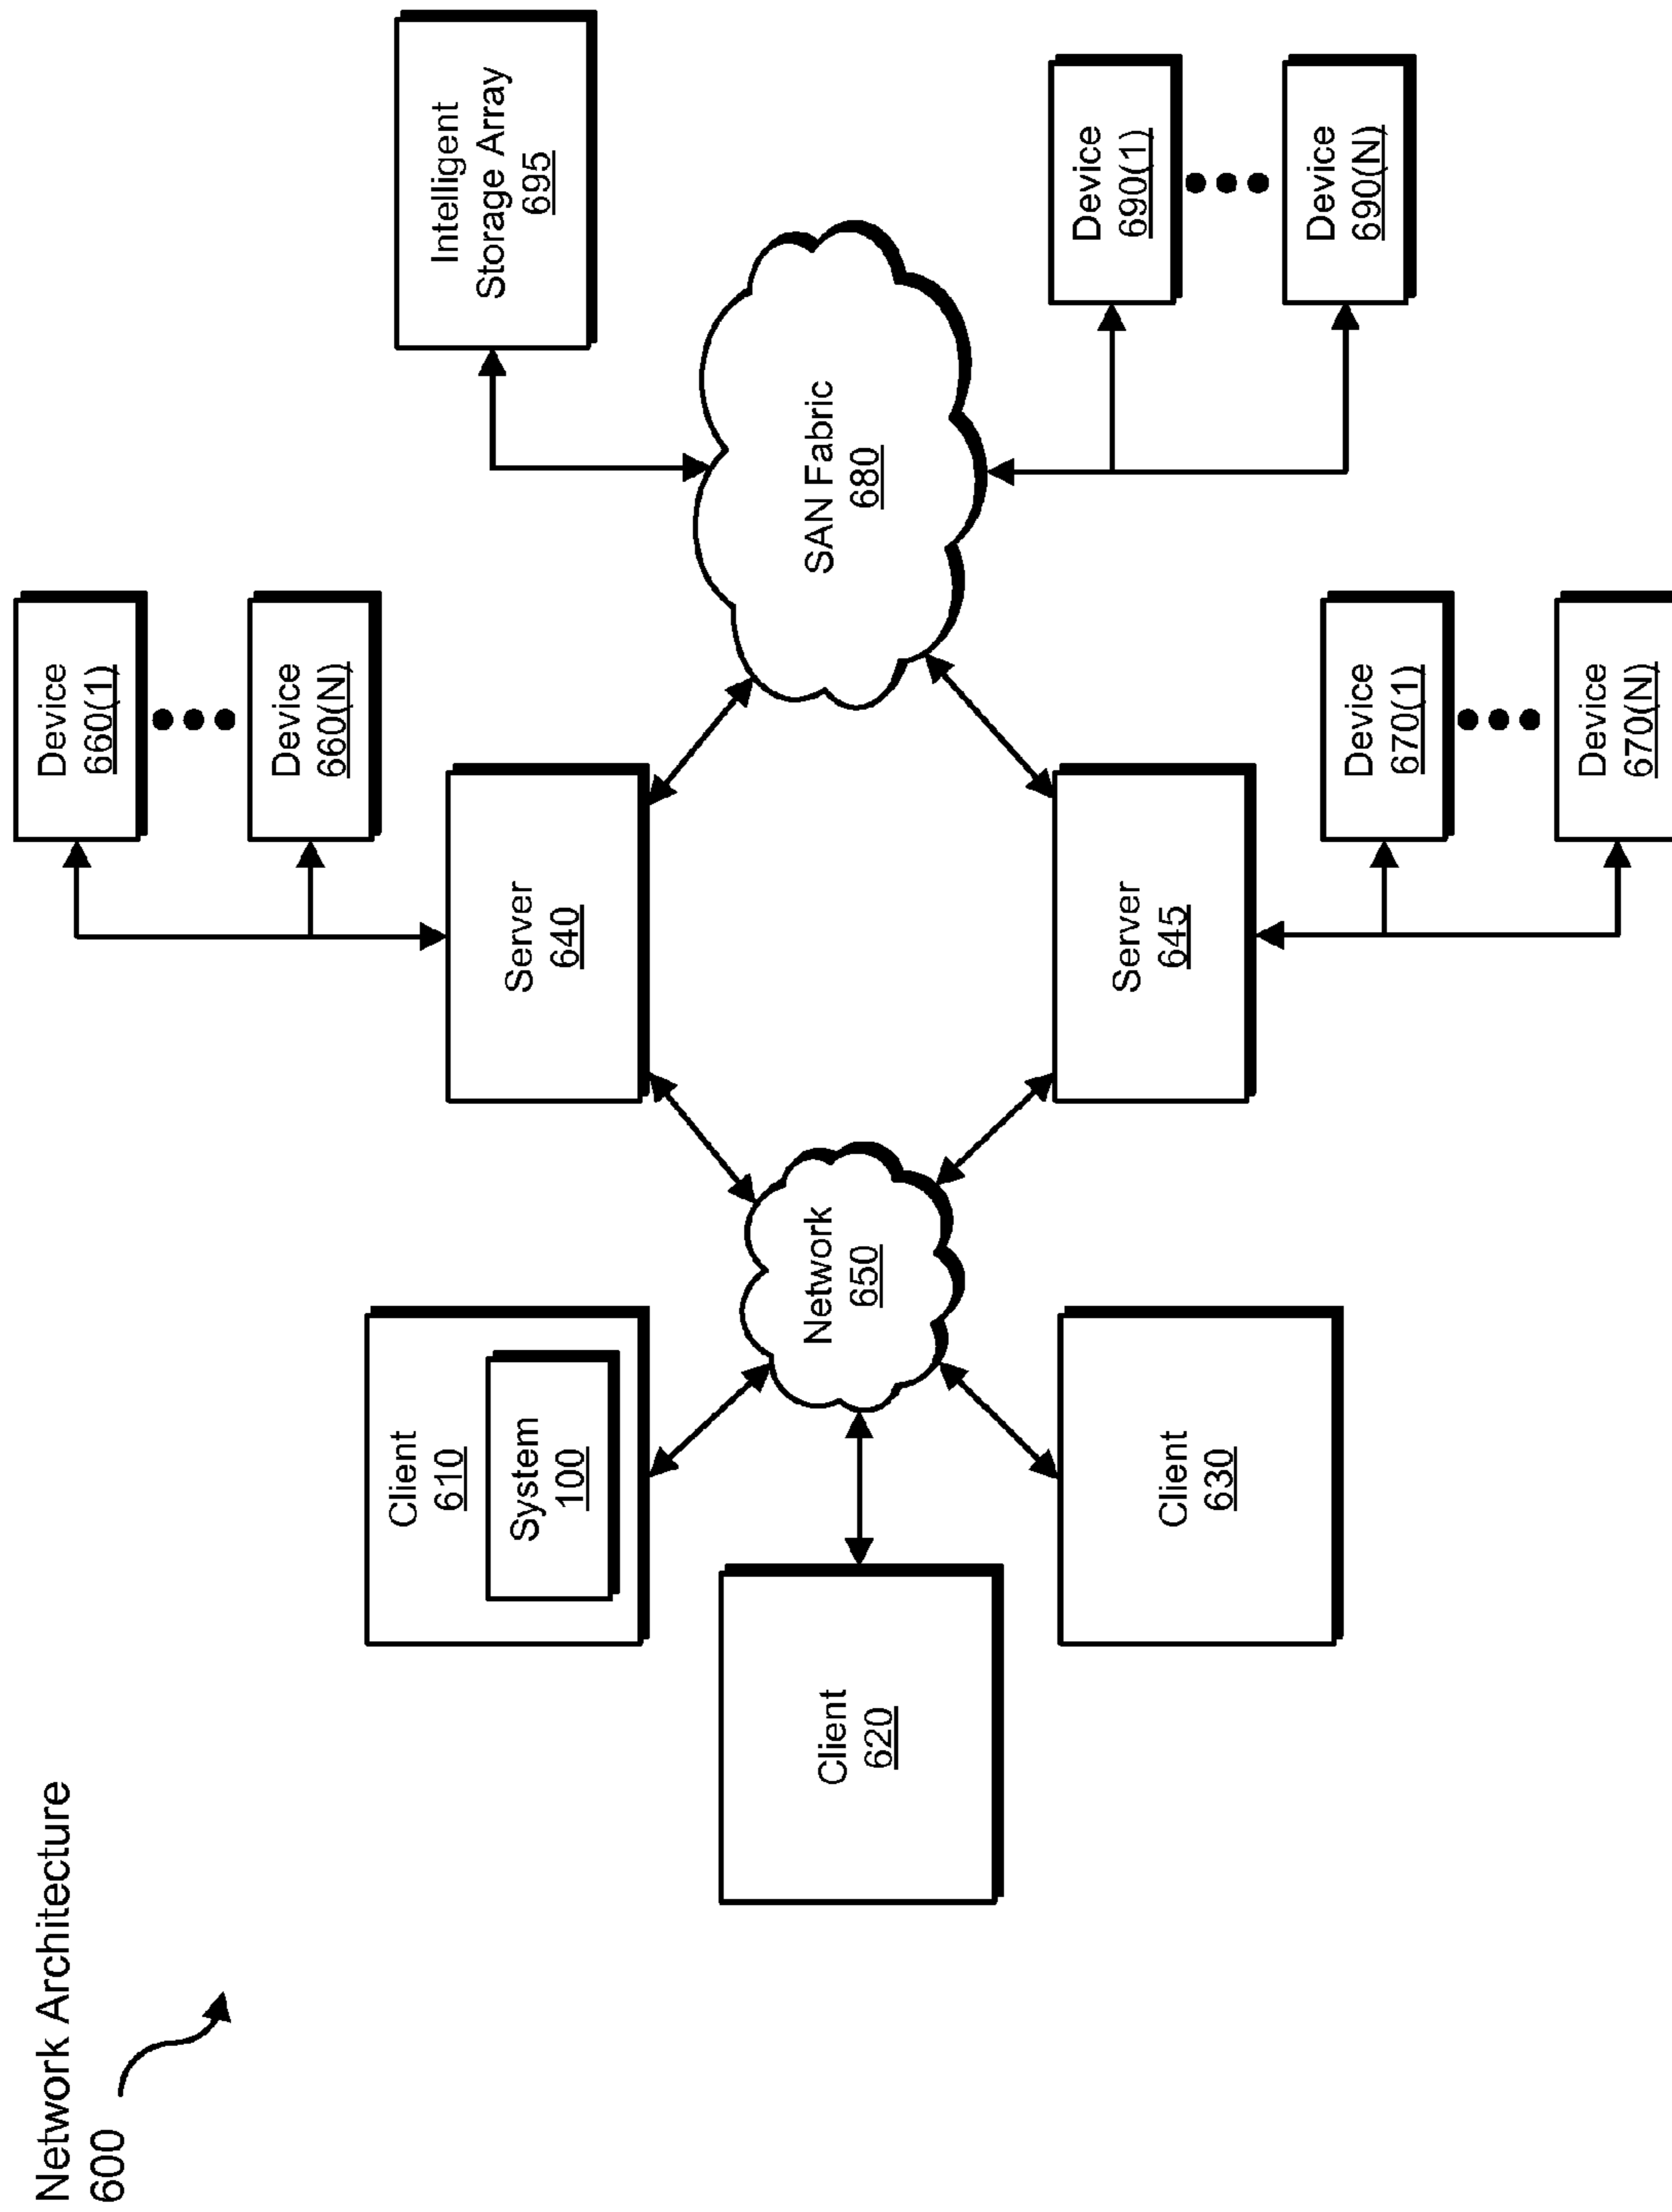 Network Architecture
600
Device
660(1)
Device
660(N)
Intelligent
Storage Array
695
Client
610
System
100
Server
640
Client
620
Network
650
SAN Fabric
680
Client
630
Server
645
Device
690(1)
Device
690(N)
Device
670(1)
Device
670(N)